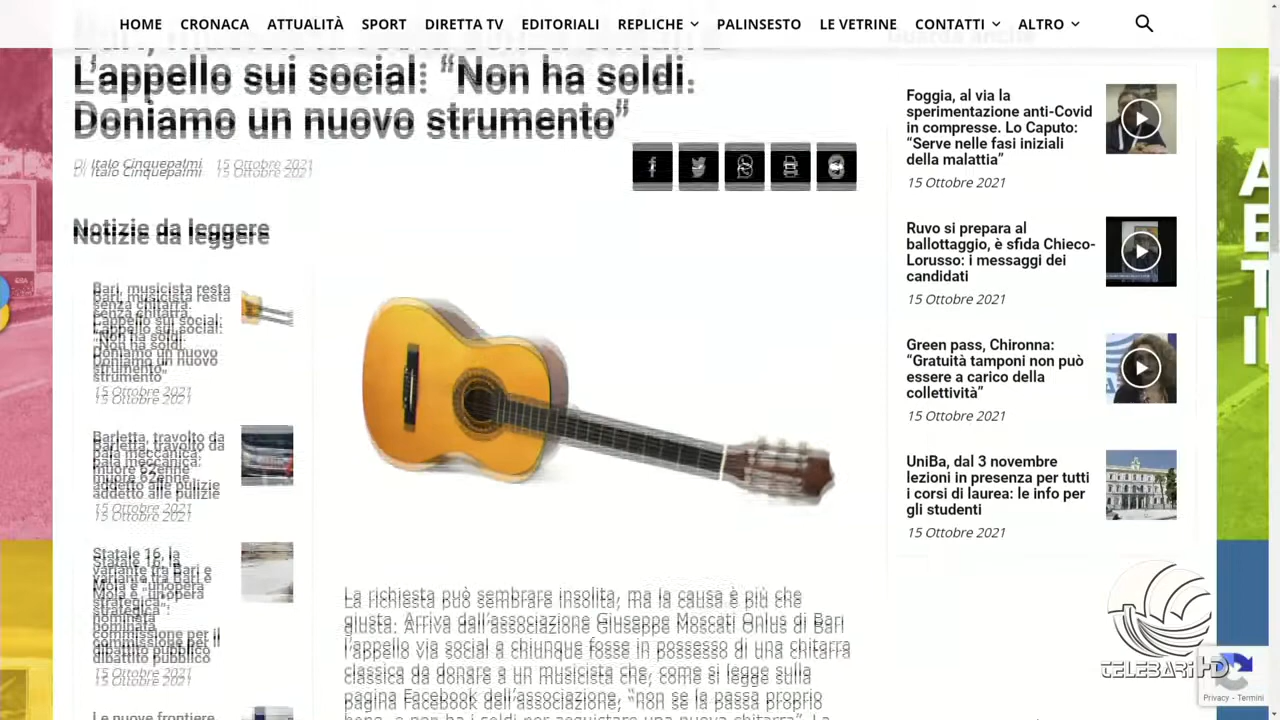 HOME CRONACA ATTUALITÀ SPORT DIRETTA TV EDITORIALI REPLICHE PALINSESTO LE VETRINE CONTATTI ALTRO
L'appello sui social: “Non ha soldi.
Doniamo un nuovo strumento”
Di Italo Cinquepalmi 15 Ottobre 2021
Notizie da leggere
Bari, musicista resta
senza chitarra.
L'appello sui social:
"Non ha soldi.
Doniamo un nuovo
strumento"
15 Ottobre 2021
Barletta, travolto da
pala meccanica:
muore 62enne
addetto alle pulizie
15 Ottobre 2021
Statale 16, la
variante tra Bari e
Mola è "un'opera
strategica":
nominata
commissione per il
dibattito pubblico
15 Ottobre 2021
Le nuove frontiere
La richiesta può sembrare insolita, ma la causa è più che
giusta. Arriva dall’associazione Giuseppe Moscati Onlus di Bari
l’appello via social a chiunque fosse in possesso di una chitarra
classica da donare a un musicista che, come si legge sulla
pagina Facebook dell’associazione, “non se la passa proprio
bene, e non ha i soldi per acquistare una nuova chitarra”. La
Foggia, al via la
sperimentazione anti-Covid
in compresse. Lo Caputo:
“Serve nelle fasi iniziali
della malattia”
15 Ottobre 2021
Ruvo si prepara al
ballottaggio, è sfida Chieco-
Lorusso: i messaggi dei
candidati
15 Ottobre 2021
Green pass, Chironna:
“Gratuità tamponi non può
essere a carico della
collettività”
15 Ottobre 2021
UniBa, dal 3 novembre
lezioni in presenza per tutti
i corsi di laurea: le info per
gli studenti
15 Ottobre 2021
TELEBARI HD
Privacy - Termini